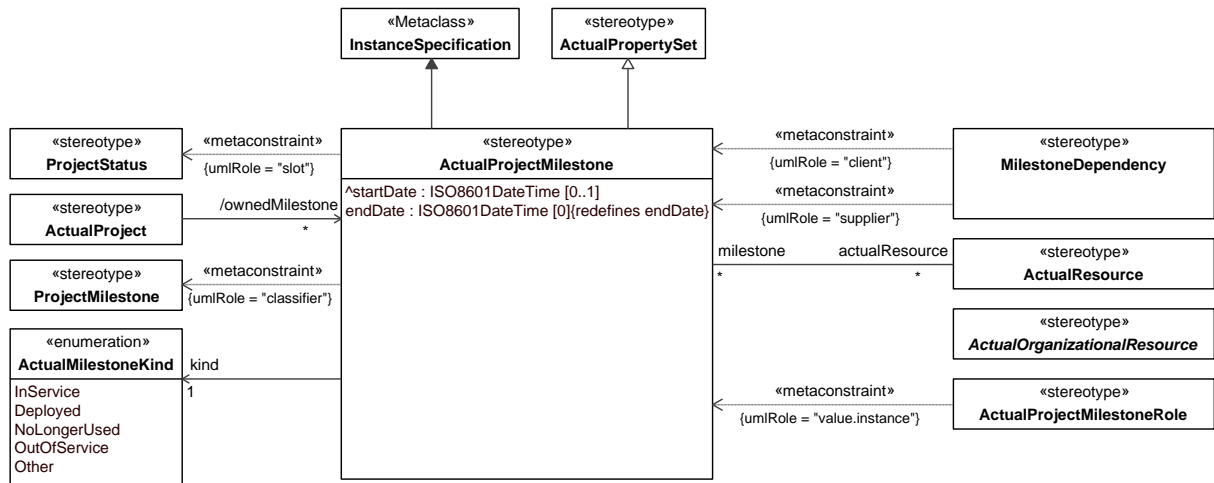 «Metaclass»
InstanceSpecification
«stereotype»
ActualPropertySet
«stereotype»
ProjectStatus
«metaconstraint»
{umlRole = "slot"}
«stereotype»
ActualProject
/ownedMilestone
*
«stereotype»
ProjectMilestone
«metaconstraint»
{umlRole = "classifier"}
«enumeration»
ActualMilestoneKind
InService
Deployed
NoLongerUsed
OutOfService
Other
kind
1
«stereotype»
ActualProjectMilestone
^startDate : ISO8601DateTime [0..1]
endDate : ISO8601DateTime [0]{redefines endDate}
«metaconstraint»
{umlRole = "client"}
«metaconstraint»
{umlRole = "supplier"}
«stereotype»
MilestoneDependency
milestone
*
actualResource
*
«stereotype»
ActualResource
«stereotype»
ActualOrganizationalResource
«metaconstraint»
{umlRole = "value.instance"}
«stereotype»
ActualProjectMilestoneRole